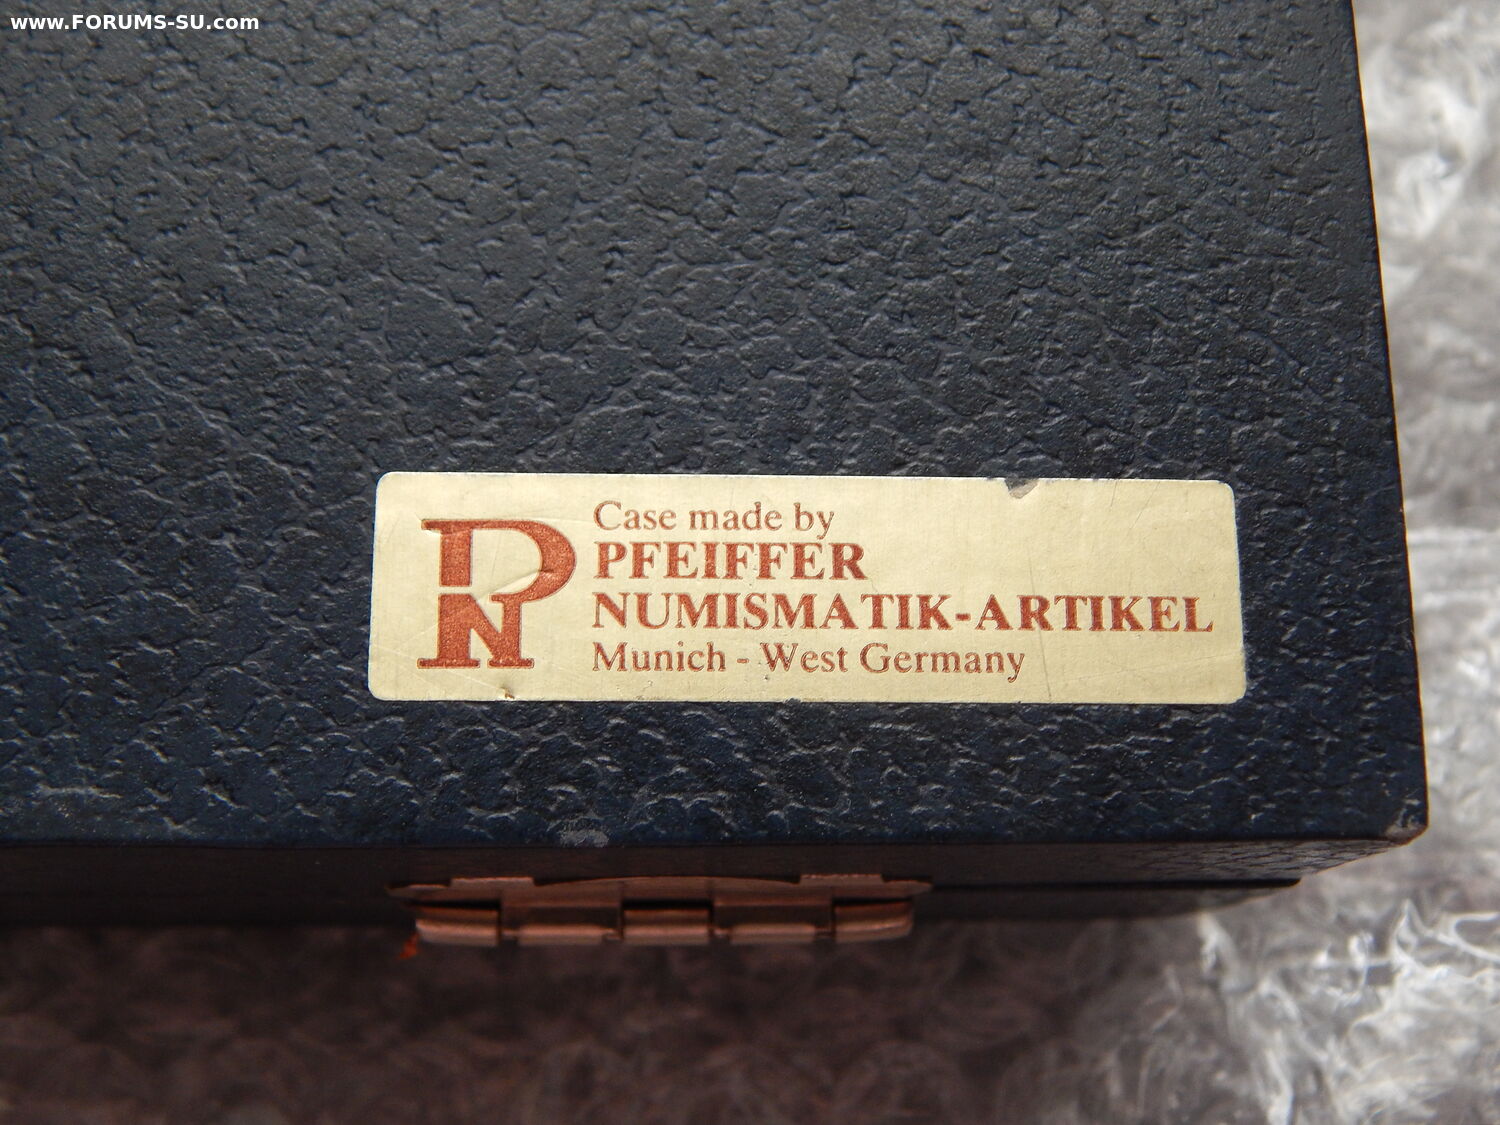 www.FORUMS-SU.com
PN
Case made by
PFEIFFER
NUMISMATIK-ARTIKEL
Munich - West Germany